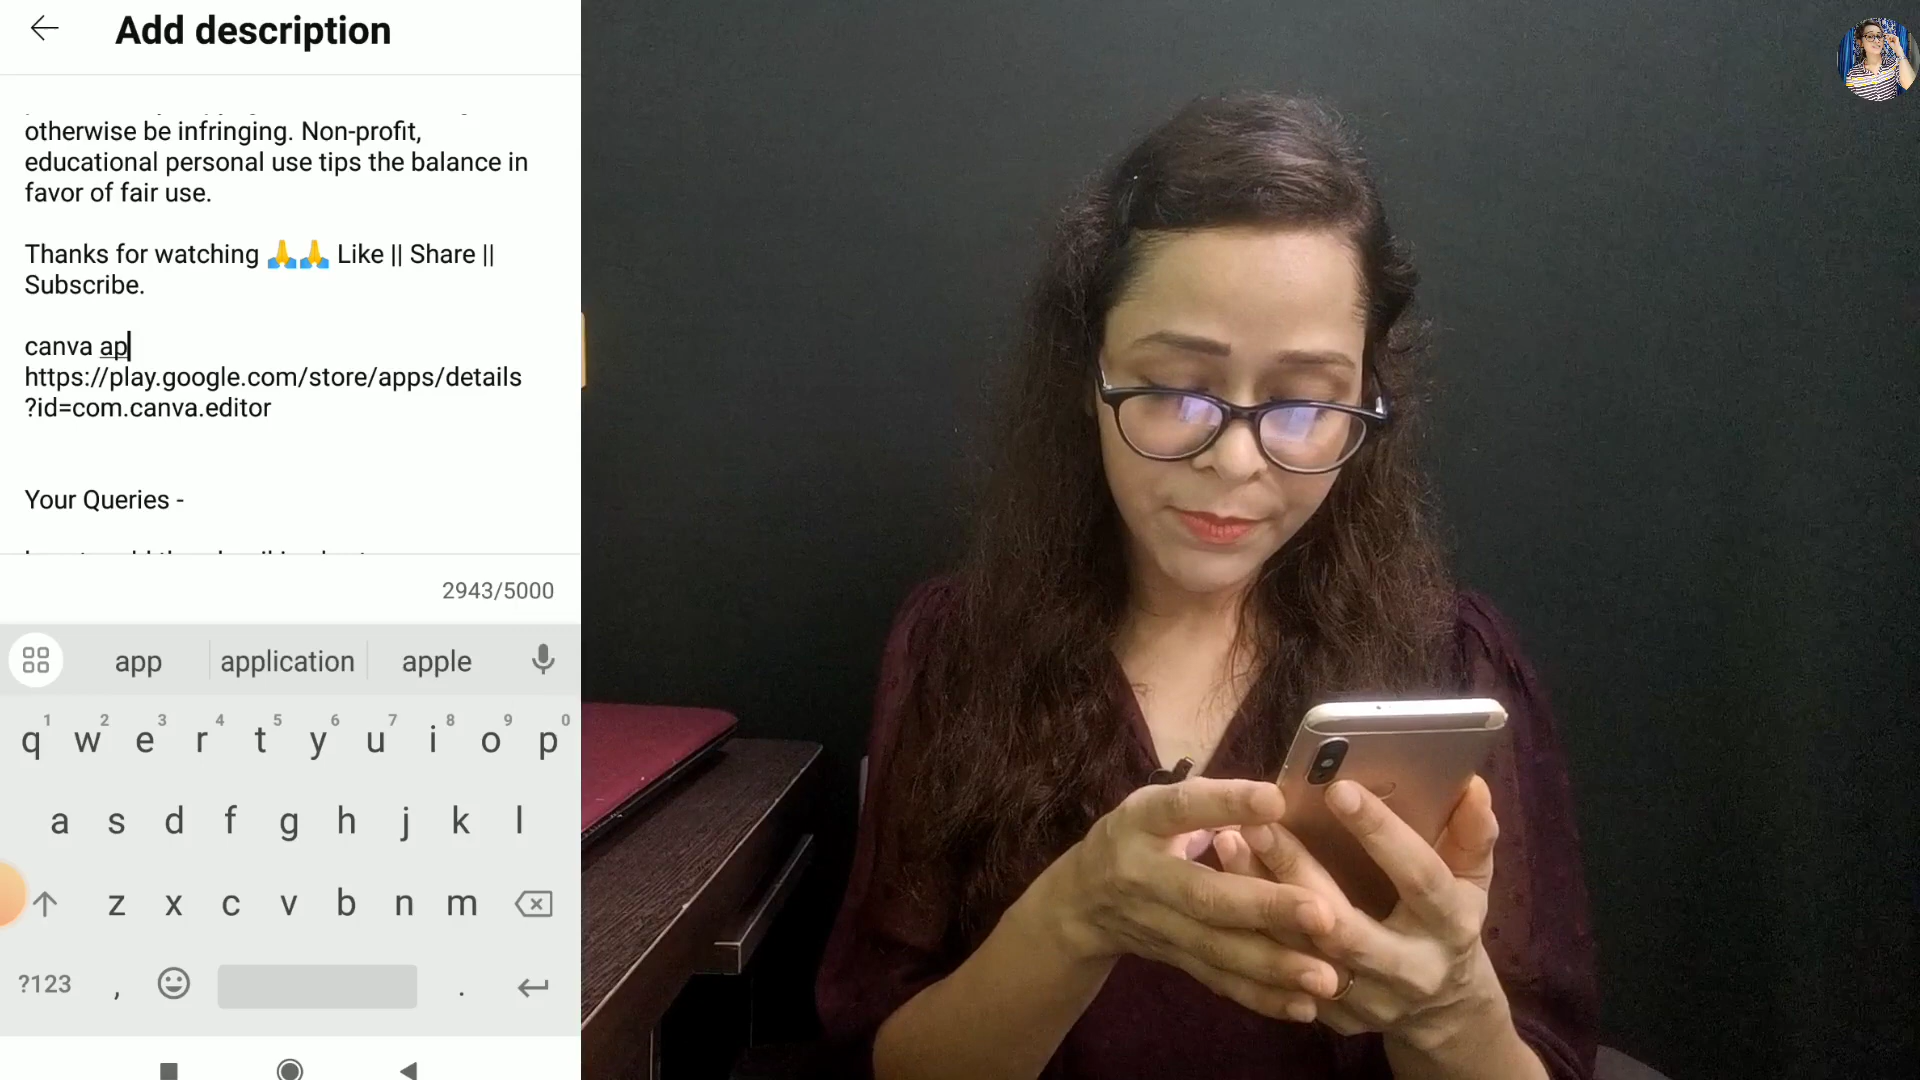 Add description
otherwise be infringing. Non-profit,
educational personal use tips the balance in
favor of fair use.
Thanks for watching 🙏🙏 Like || Share ||
Subscribe.
canva ap
https://play.google.com/store/apps/details
?id=com.canva.editor
Your Queries -
2943/5000
app application apple
1 2 3 4 5 6 7 8 9 0
q w e r t y u i o p
a s d f g h j k l
z x c v b n m
?123 , .